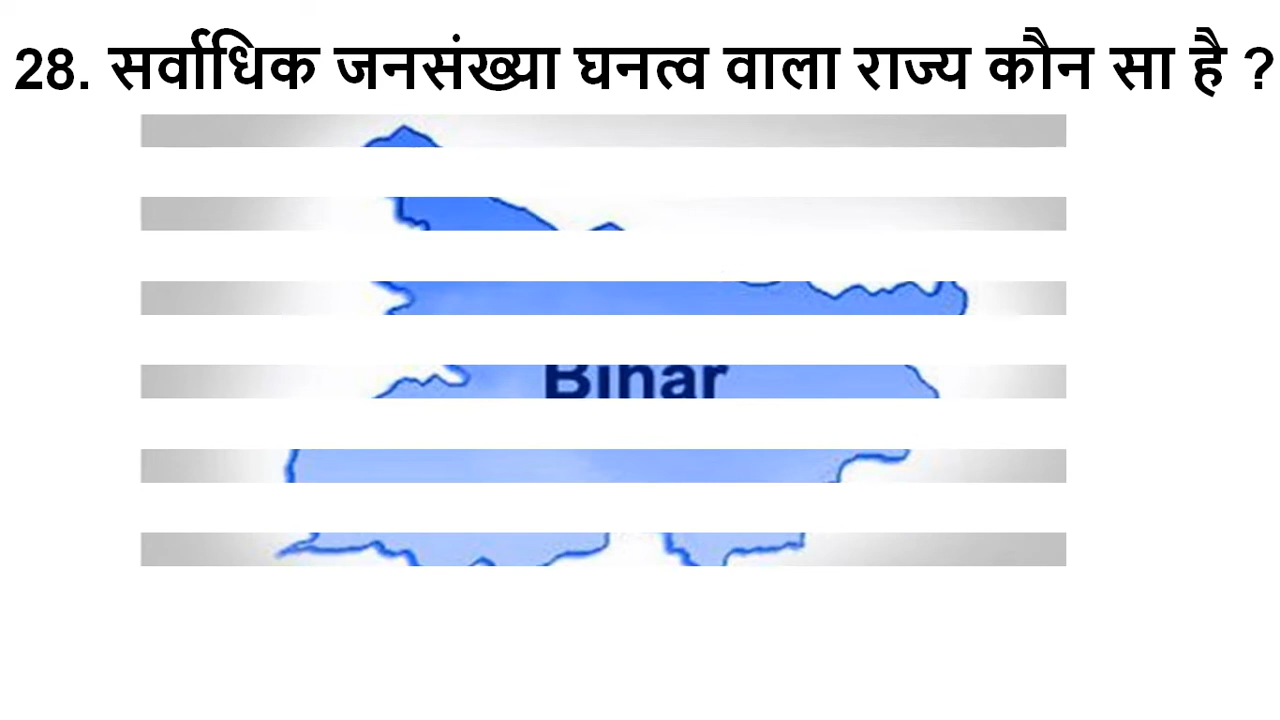 28. सर्वाधिक जनसंख्या घनत्व वाला राज्य कौन सा है ?
Bihar